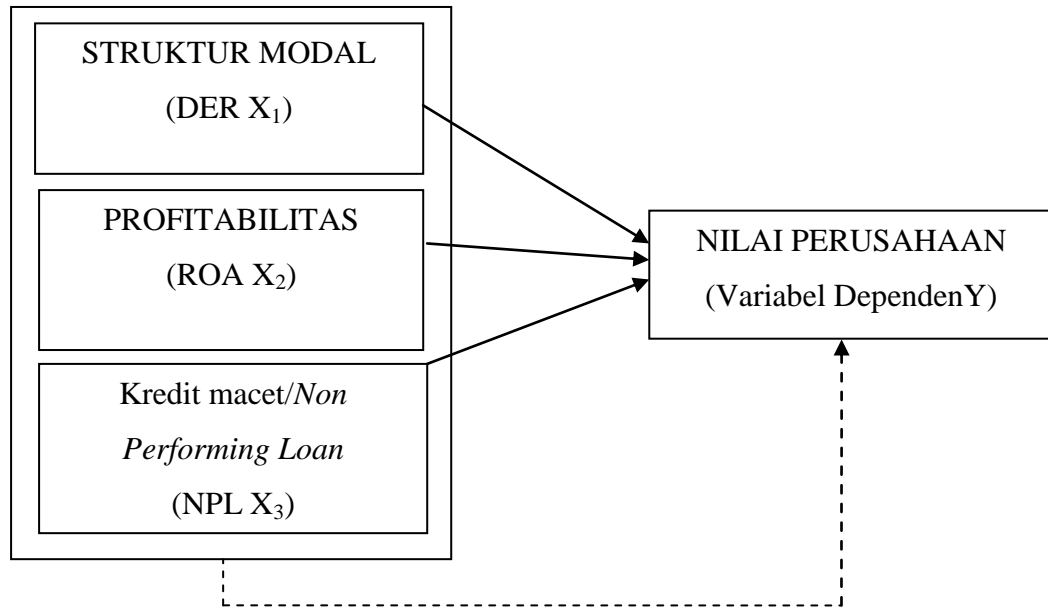 STRUKTUR MODAL
(DER X₁)
PROFITABILITAS
(ROA X₂)
Kredit macet/Non
Performing Loan
(NPL X₃)
NILAI PERUSAHAAN
(Variabel DependenY)